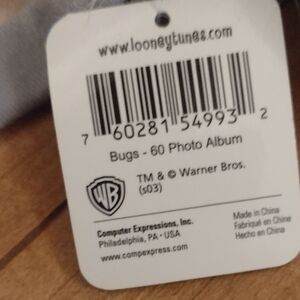 www.looneytunes.com
7 60281 54993 2
Bugs - 60 Photo Album
WB
TM & © Warner Bros.
(s03)
Computer Expressions, Inc.
Philadelphia, PA • USA
www.compexpress.com
Made in China
Fabriqué en Chine
Hecho en China